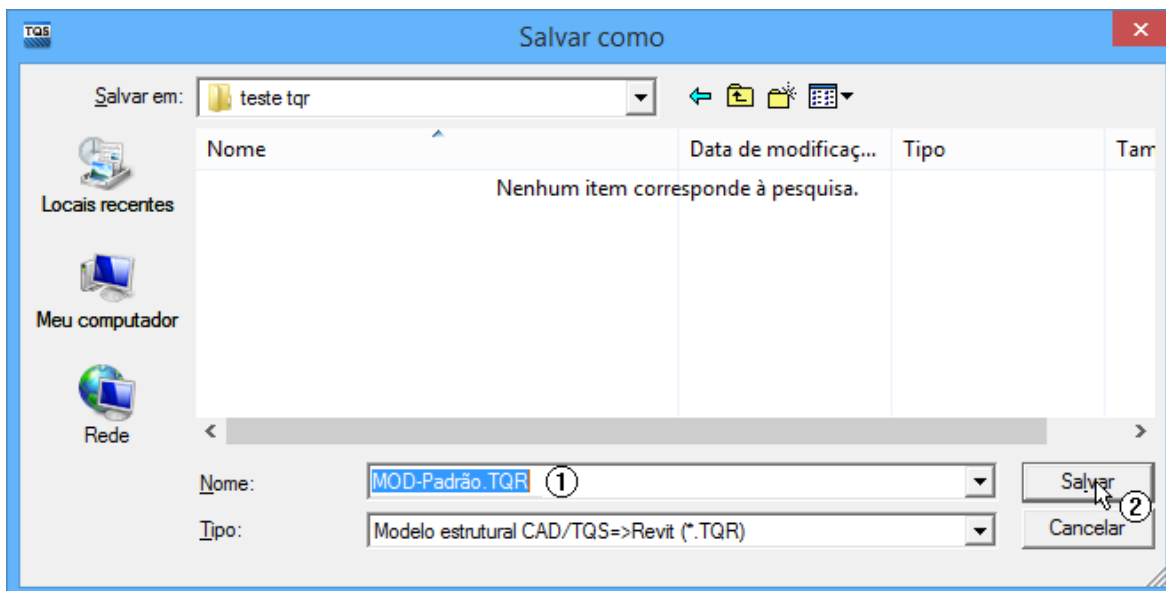 TQS
Salvar como
Salvar em:
teste tqr
Nome
Data de modificaç...
Tipo
Tam
Nenhum item corresponde à pesquisa.
Locais recentes
Meu computador
Rede
Nome:
MOD-Padrão.TQR
1
Salvar
2
Tipo:
Modelo estrutural CAD/TQS=>Revit (*.TQR)
Cancelar